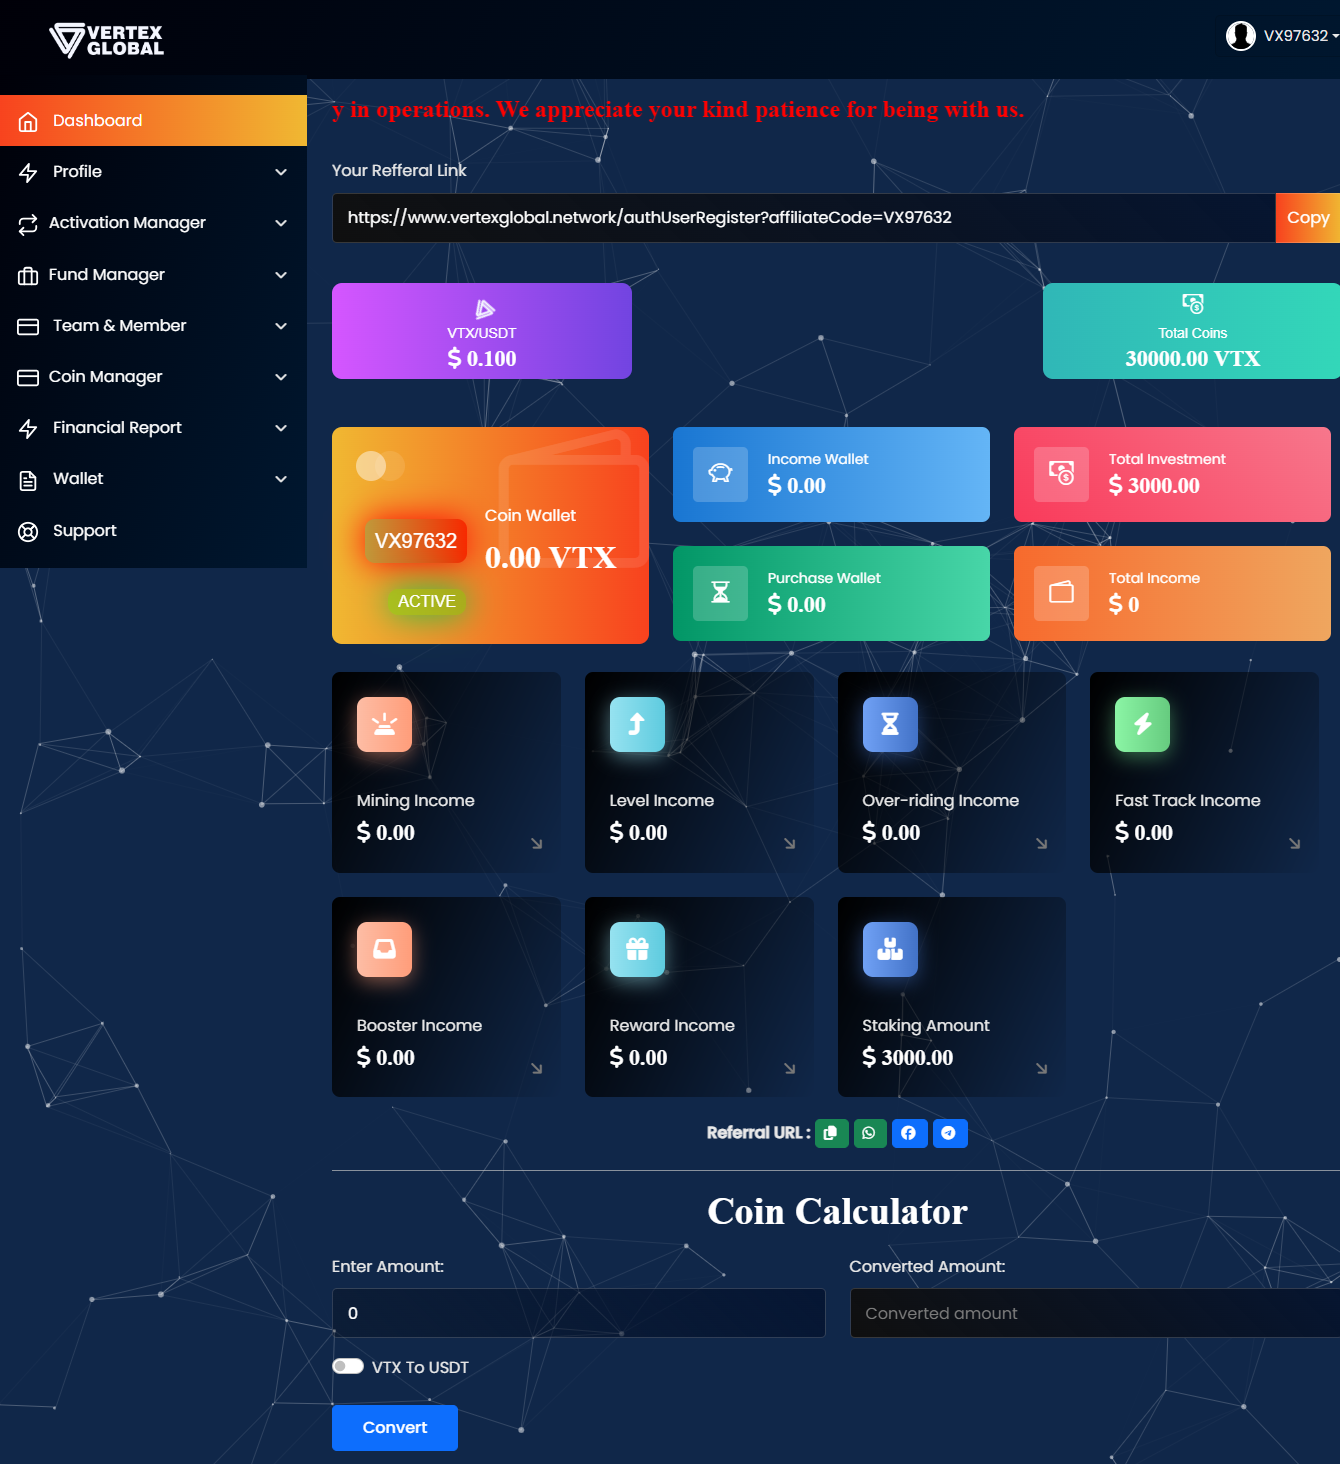 VERTEX
GLOBAL
VX97632
Dashboard
Profile
Activation Manager
Fund Manager
Team & Member
Coin Manager
Financial Report
Wallet
Support
y in operations. We appreciate your kind patience for being with us.
Your Refferal Link
https://www.vertexglobal.network/authUserRegister?affiliateCode=VX97632
Copy
VTX/USDT
$ 0.100
Total Coins
30000.00 VTX
VX97632
ACTIVE
Coin Wallet
0.00 VTX
Income Wallet
$ 0.00
Total Investment
$ 3000.00
Purchase Wallet
$ 0.00
Total Income
$ 0
Mining Income
$ 0.00
Level Income
$ 0.00
Over-riding Income
$ 0.00
Fast Track Income
$ 0.00
Booster Income
$ 0.00
Reward Income
$ 0.00
Staking Amount
$ 3000.00
Referral URL :
Coin Calculator
Enter Amount:
0
Converted Amount:
Converted amount
VTX To USDT
Convert